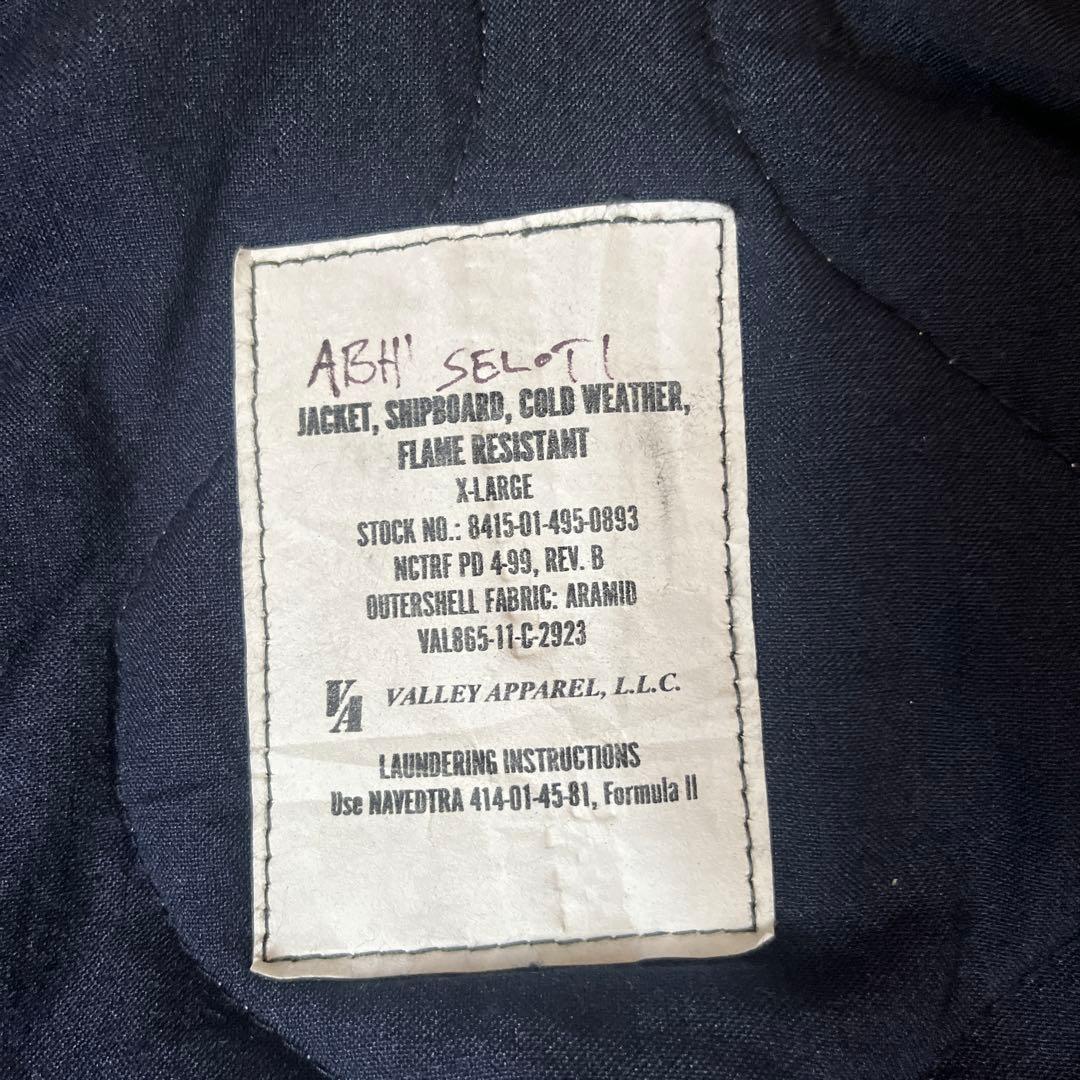 ABHI SELOTI
JACKET, SHIPBOARD, COLD WEATHER,
FLAME RESISTANT
X-LARGE
STOCK NO.: 8415-01-495-0893
NCTRF PD 4-99, REV. B
OUTERSHELL FABRIC: ARAMID
VAL865-11-C-2923
VA VALLEY APPAREL, L.L.C.
LAUNDERING INSTRUCTIONS
Use NAVEDTRA 414-01-45-81, Formula II